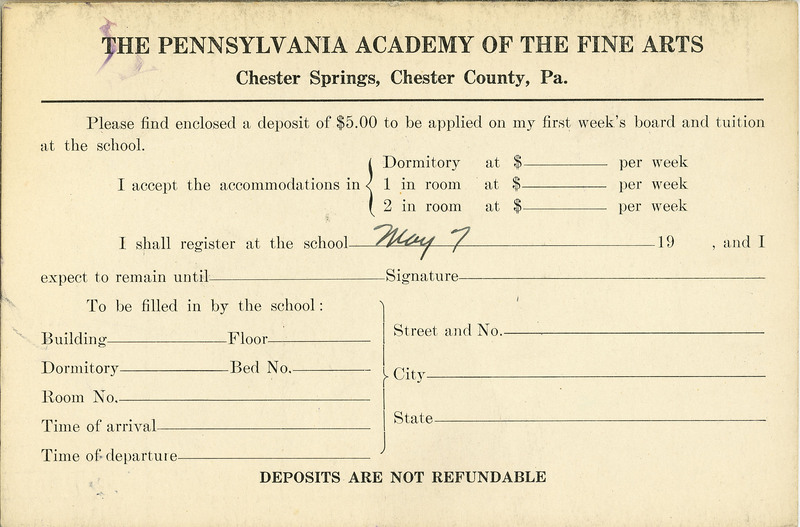 THE PENNSYLVANIA ACADEMY OF THE FINE ARTS
Chester Springs, Chester County, Pa.
Please find enclosed a deposit of $5.00 to be applied on my first week's board and tuition
at the school.
I accept the accommodations in
Dormitory at $ per week
1 in room at $ per week
2 in room at $ per week
I shall register at the school May 7 19 , and I
expect to remain until Signature
To be filled in by the school:
Building Floor
Dormitory Bed No.
Room No.
Time of arrival
Time of departure
Street and No.
City
State
DEPOSITS ARE NOT REFUNDABLE